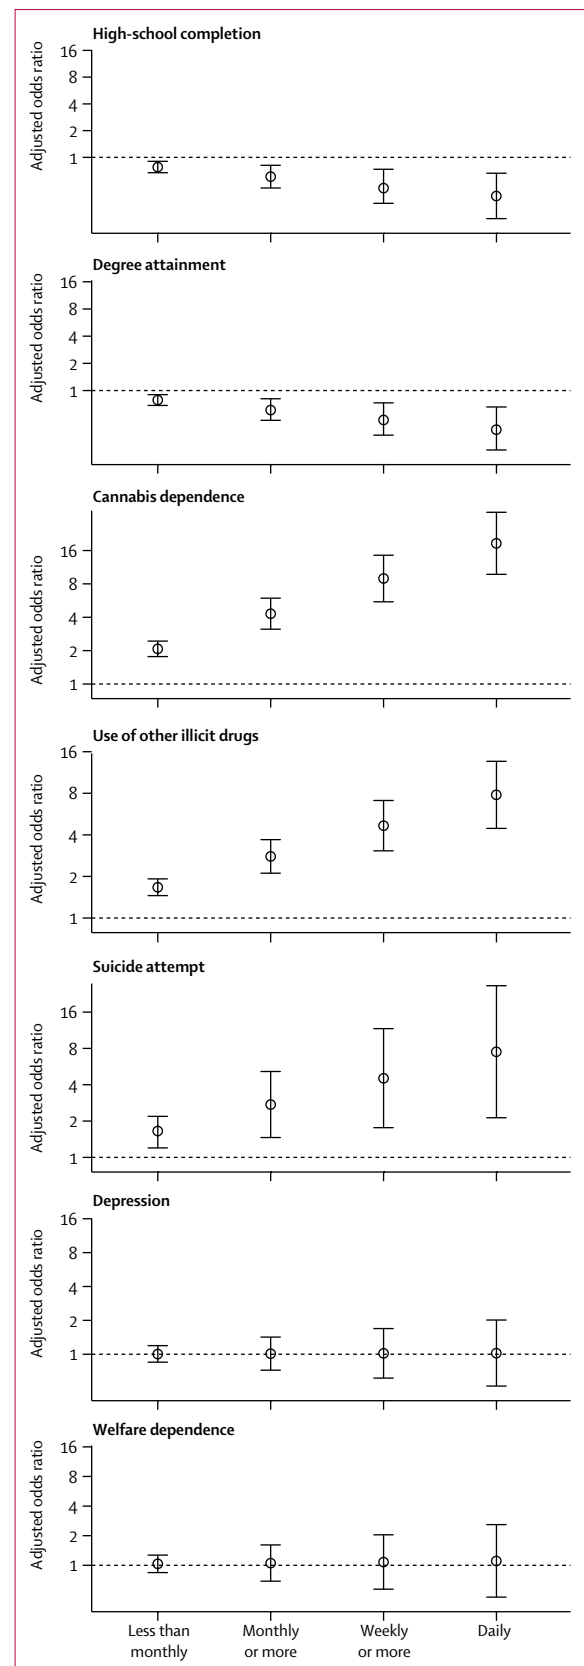 High-school completion
Adjusted odds ratio
16
8
4
2
1
Degree attainment
Adjusted odds ratio
16
8
4
2
1
Cannabis dependence
Adjusted odds ratio
16
8
4
2
1
Use of other illicit drugs
Adjusted odds ratio
16
8
4
2
1
Suicide attempt
Adjusted odds ratio
16
8
4
2
1
Depression
Adjusted odds ratio
16
8
4
2
1
Welfare dependence
Adjusted odds ratio
16
8
4
2
1
Less than
monthly
Monthly
or more
Weekly
or more
Daily